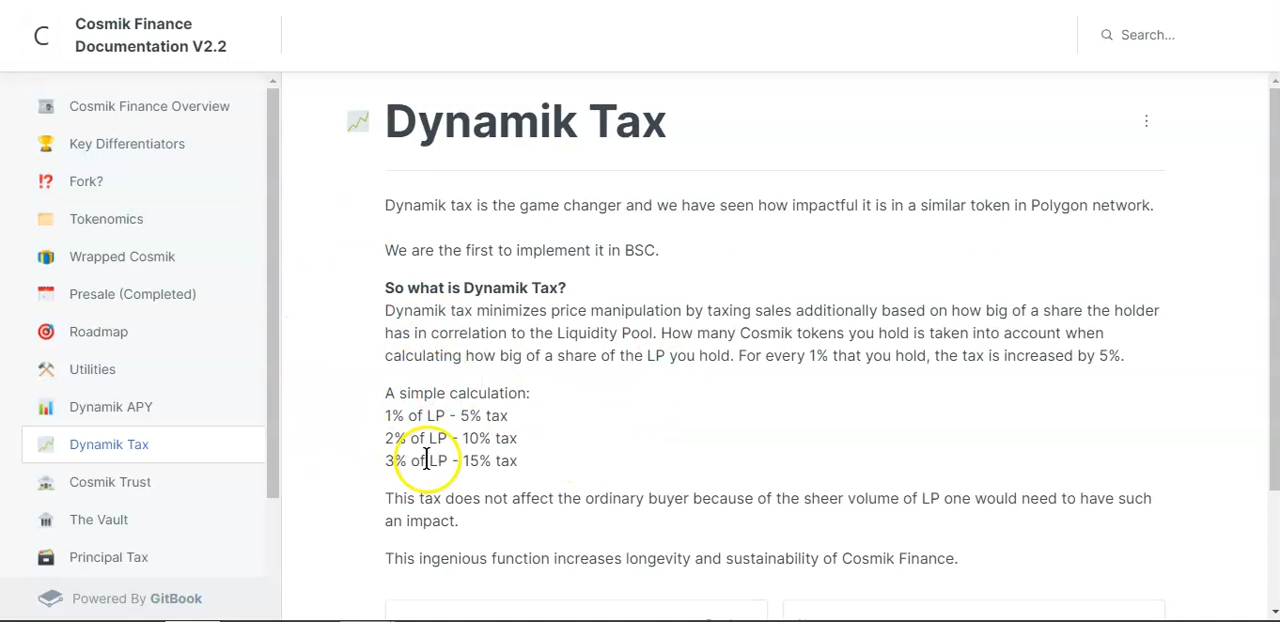 C
Cosmik Finance
Documentation V2.2
Search...
Cosmik Finance Overview
Key Differentiators
Fork?
Tokenomics
Wrapped Cosmik
Presale (Completed)
Roadmap
Utilities
Dynamik APY
Dynamik Tax
Cosmik Trust
The Vault
Principal Tax
Powered By GitBook
Dynamik Tax
Dynamik tax is the game changer and we have seen how impactful it is in a similar token in Polygon network.
We are the first to implement it in BSC.
So what is Dynamik Tax?
Dynamik tax minimizes price manipulation by taxing sales additionally based on how big of a share the holder
has in correlation to the Liquidity Pool. How many Cosmik tokens you hold is taken into account when
calculating how big of a share of the LP you hold. For every 1% that you hold, the tax is increased by 5%.
A simple calculation:
1% of LP - 5% tax
2% of LP - 10% tax
3% of LP - 15% tax
This tax does not affect the ordinary buyer because of the sheer volume of LP one would need to have such
an impact.
This ingenious function increases longevity and sustainability of Cosmik Finance.